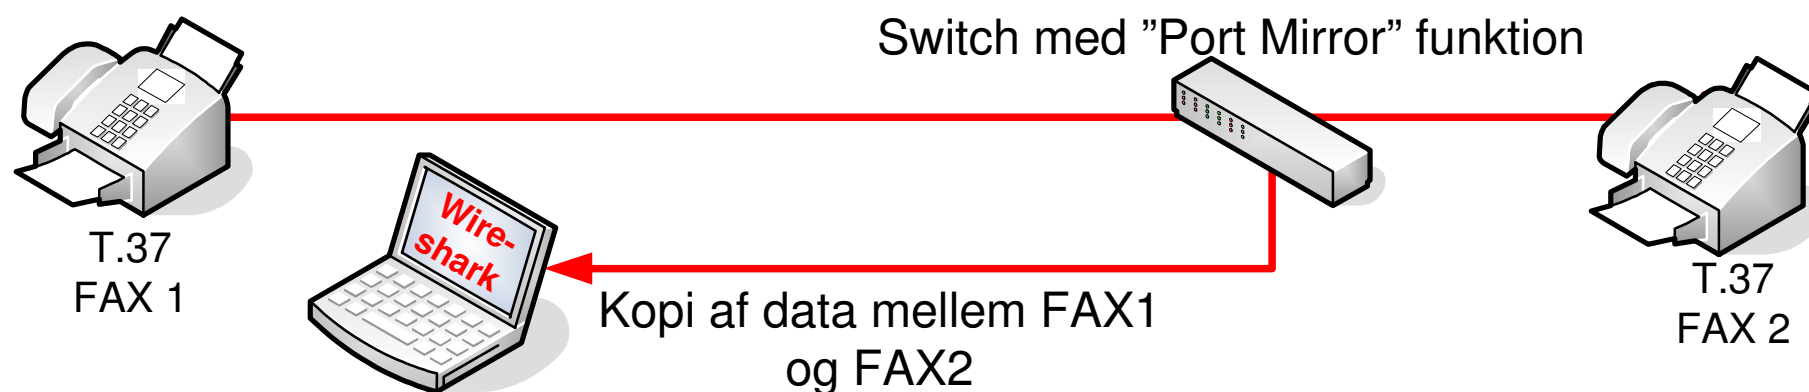 Switch med ”Port Mirror” funktion
T.37
FAX 1
Wire-
shark
Kopi af data mellem FAX1
og FAX2
T.37
FAX 2